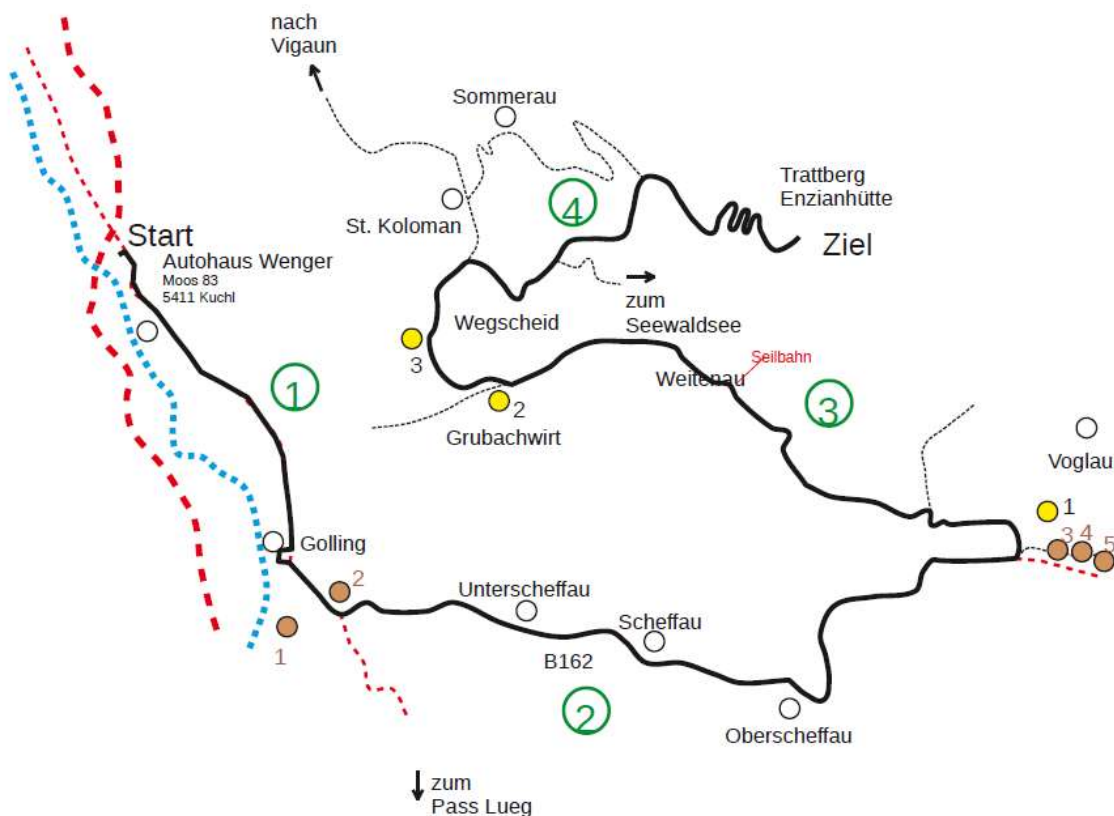 nach
Vigaun
Sommerau
Trattberg
Enzianhütte
4
St. Koloman
Start
Ziel
Autohaus Wenger
Moos 83
5411 Kuchl
zum
Seewaldsee
Wegscheid
3
Seilbahn
Weitenau
1
3
2
Grubachwirt
Voglau
1
3
4
5
Golling
2
Unterscheffau
Scheffau
1
B162
2
Oberscheffau
zum
Pass Lueg